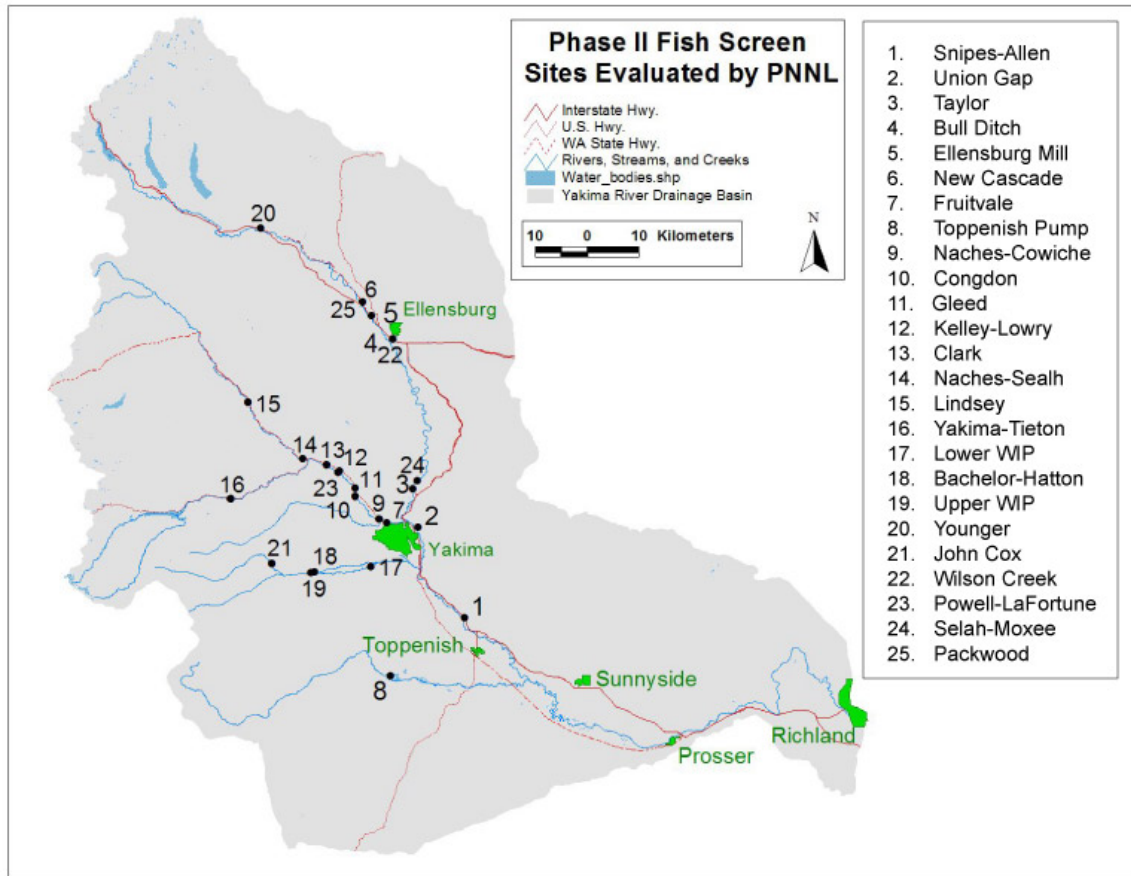 Phase II Fish Screen
Sites Evaluated by PNNL
Interstate Hwy.
U.S. Hwy.
WA State Hwy.
Rivers, Streams, and Creeks
Water_bodies.shp
Yakima River Drainage Basin
10 0 10 Kilometers
N
1. Snipes-Allen
2. Union Gap
3. Taylor
4. Bull Ditch
5. Ellensburg Mill
6. New Cascade
7. Fruitvale
8. Toppenish Pump
9. Naches-Cowiche
10. Congdon
11. Gleed
12. Kelley-Lowry
13. Clark
14. Naches-Sealh
15. Lindsey
16. Yakima-Tieton
17. Lower WIP
18. Bachelor-Hatton
19. Upper WIP
20. Younger
21. John Cox
22. Wilson Creek
23. Powell-LaFortune
24. Selah-Moxee
25. Packwood
20
6
25
5
Ellensburg
4
22
15
14
13
12
24
3
11
23
16
10
9
7
2
Yakima
21
18
17
19
1
Toppenish
8
Sunnyside
Richland
Prosser